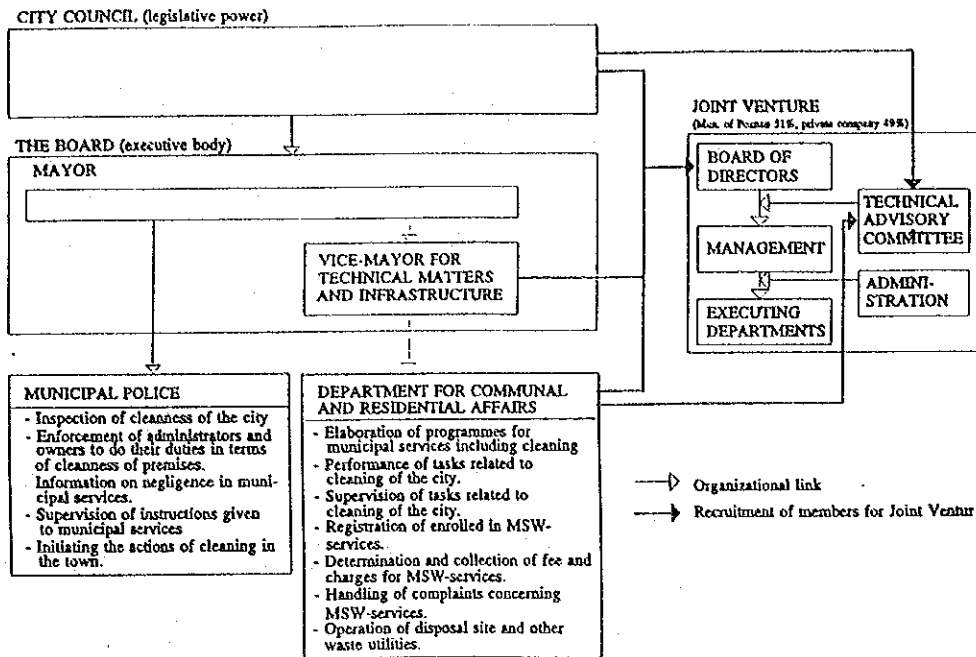 CITY COUNCIL (legislative power)
THE BOARD (executive body)
MAYOR
VICE-MAYOR FOR
TECHNICAL MATTERS
AND INFRASTRUCTURE
JOINT VENTURE
(Mun. of Poznan 51%, private company 49%)
BOARD OF
DIRECTORS
MANAGEMENT
EXECUTING
DEPARTMENTS
TECHNICAL
ADVISORY
COMMITTEE
ADMINI-
STRATION
MUNICIPAL POLICE
- Inspection of cleanness of the city
- Enforcement of administrators and
owners to do their duties in terms
of cleanness of premises.
Information on negligence in muni-
cipal services.
- Supervision of instructions given
to municipal services
- Initiating the actions of cleaning in
the town.
DEPARTMENT FOR COMMUNAL
AND RESIDENTIAL AFFAIRS
- Elaboration of programmes for
municipal services including cleaning
- Performance of tasks related to
cleaning of the city.
- Supervision of tasks related to
cleaning of the city.
- Registration of enrolled in MSW-
services.
- Determination and collection of fee and
charges for MSW-services.
- Handling of complaints concerning
MSW-services.
- Operation of disposal site and other
waste utilities.
Organizational link
Recruitment of members for Joint Ventur